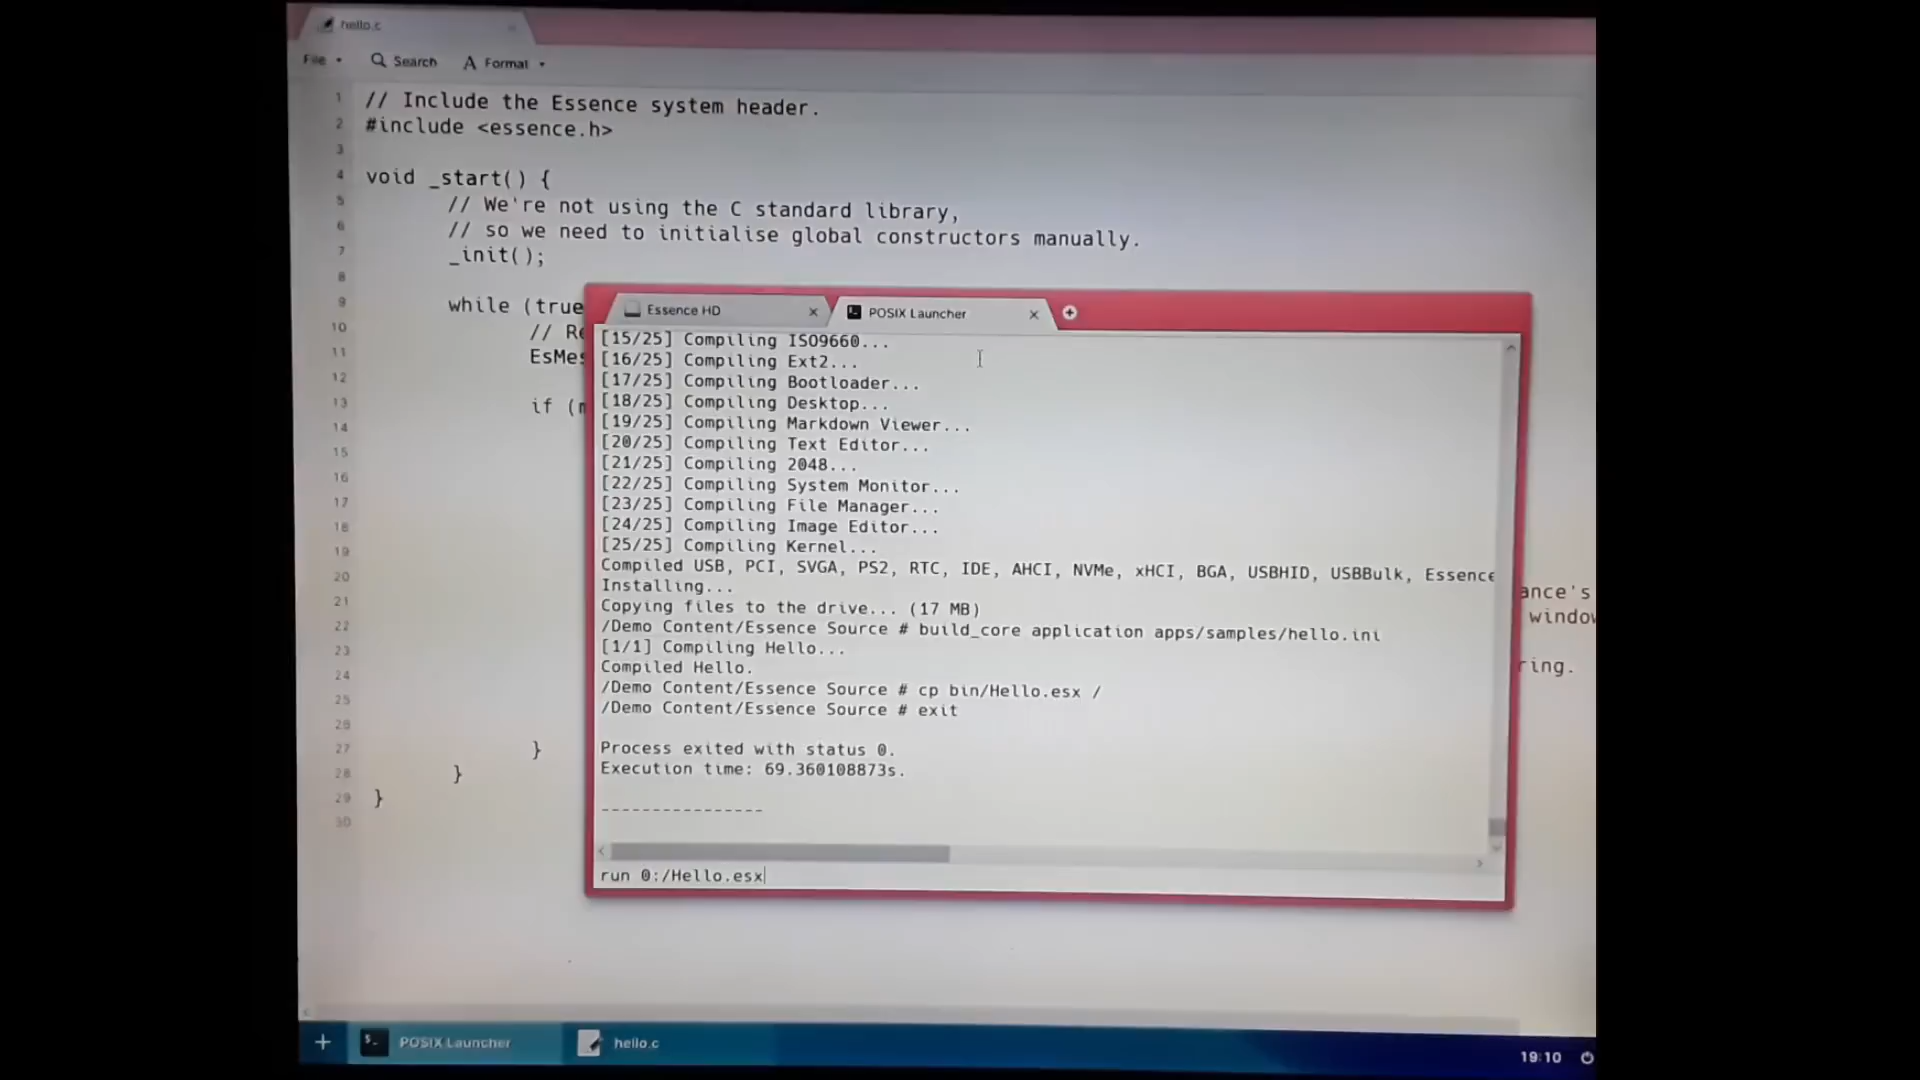 hello.c
File
Search
A Format
1 // Include the Essence system header.
2 #include <essence.h>
3
4 void _start() {
5 // We're not using the C standard library,
6 // so we need to initialise global constructors manually.
7 _init();
8
9 while (true
10 // Re
11 EsMes
12
13 if (m
14
15
16
17
18
19
20
21
22
23
24
25
26
27 }
28 }
29 }
30
ance's
window
ring.
Essence HD
POSIX Launcher
[15/25] Compiling ISO9660...
[16/25] Compiling Ext2...
[17/25] Compiling Bootloader...
[18/25] Compiling Desktop...
[19/25] Compiling Markdown Viewer...
[20/25] Compiling Text Editor...
[21/25] Compiling 2048...
[22/25] Compiling System Monitor...
[23/25] Compiling File Manager...
[24/25] Compiling Image Editor...
[25/25] Compiling Kernel...
Compiled USB, PCI, SVGA, PS2, RTC, IDE, AHCI, NVMe, xHCI, BGA, USBHID, USBBulk, Essence
Installing...
Copying files to the drive... (17 MB)
/Demo Content/Essence Source # build_core application apps/samples/hello.ini
[1/1] Compiling Hello...
Compiled Hello.
/Demo Content/Essence Source # cp bin/Hello.esx /
/Demo Content/Essence Source # exit
Process exited with status 0.
Execution time: 69.360108873s.
----------------
run 0:/Hello.esx
POSIX Launcher
hello.c
19:10